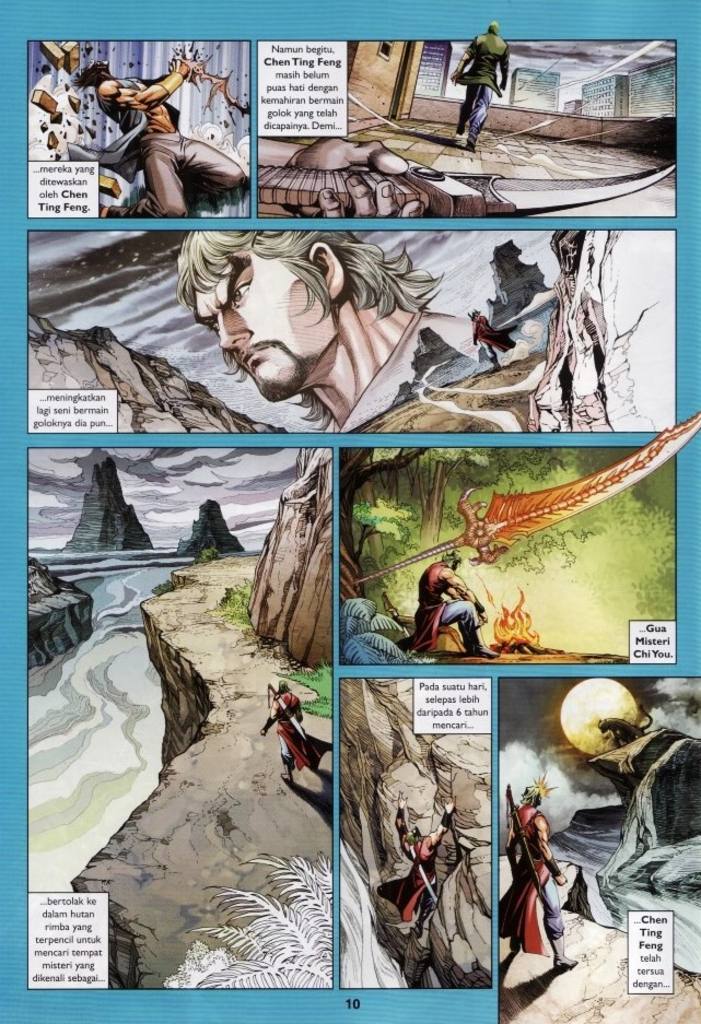 ...mereka yang
ditewaskan
oleh Chen
Ting Feng.
Namun begitu,
Chen Ting Feng
masih belum
puas hati dengan
kemahiran bermain
golok yang telah
dicapainya. Demi...
...meningkatkan
lagi seni bermain
goloknya dia pun...
...bertolak ke
dalam hutan
rimba yang
terpencil untuk
mencari tempat
misteri yang
dikenali sebagai...
...Gua
Misteri
Chi You.
Pada suatu hari,
selepas lebih
daripada 6 tahun
mencari...
...Chen
Ting
Feng
telah
tersua
dengan...
10